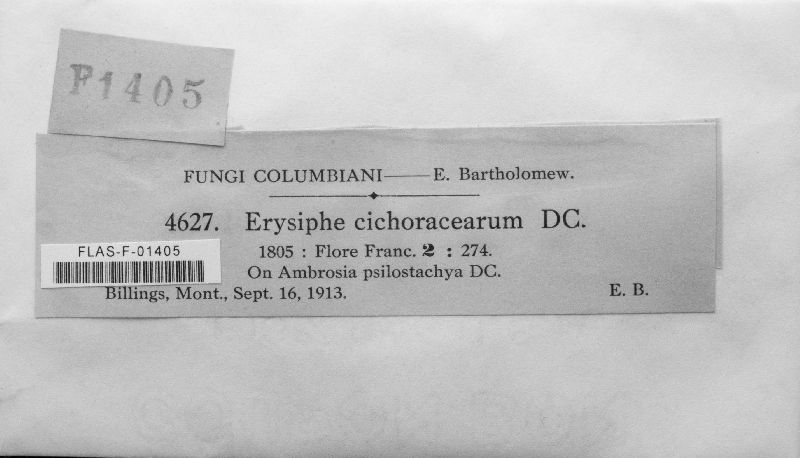 F1405
FUNGI COLUMBIANI——E. Bartholomew.
4627. Erysiphe cichoracearum DC.
FLAS-F-01405
1805 : Flore Franc. 2 : 274.
On Ambrosia psilostachya DC.
Billings, Mont., Sept. 16, 1913. E. B.